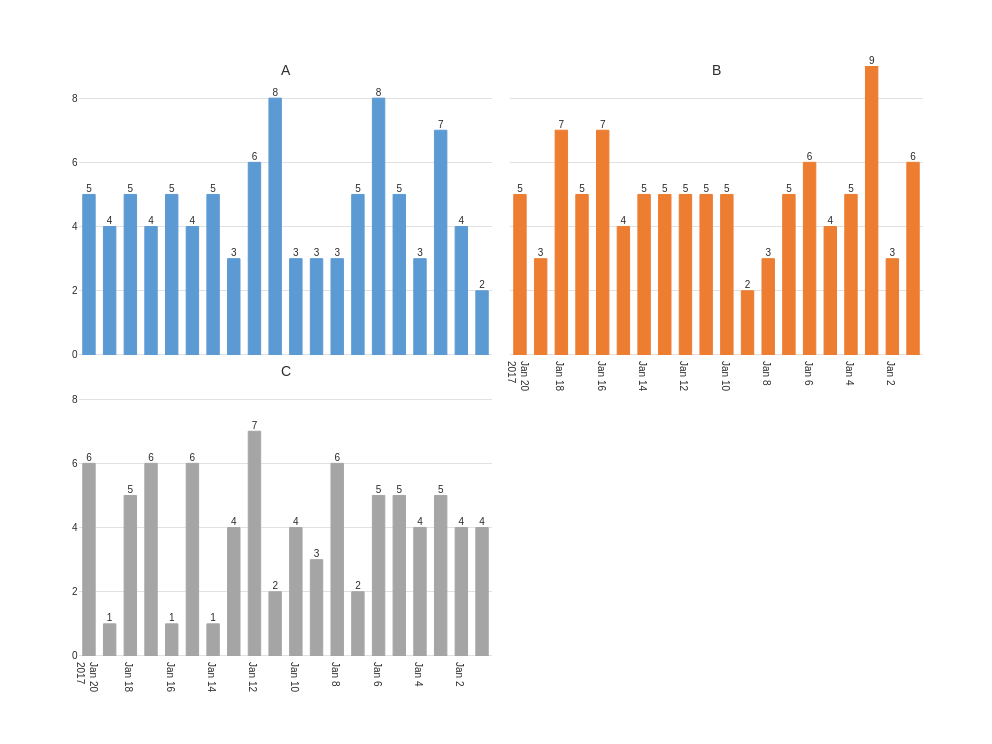 A
8
6
4
2
0
5 4 5 4 5 4 5 3 6 8 3 3 3 5 8 5 3 7 4 2
B
5 3 7 5 7 4 5 5 5 5 5 2 3 5 6 4 5 9 3 6
Jan 20
2017
Jan 18
Jan 16
Jan 14
Jan 12
Jan 10
Jan 8
Jan 6
Jan 4
Jan 2
C
8
6
4
2
0
6 1 5 6 1 6 1 4 7 2 4 3 6 2 5 5 4 5 4 4
Jan 20
2017
Jan 18
Jan 16
Jan 14
Jan 12
Jan 10
Jan 8
Jan 6
Jan 4
Jan 2